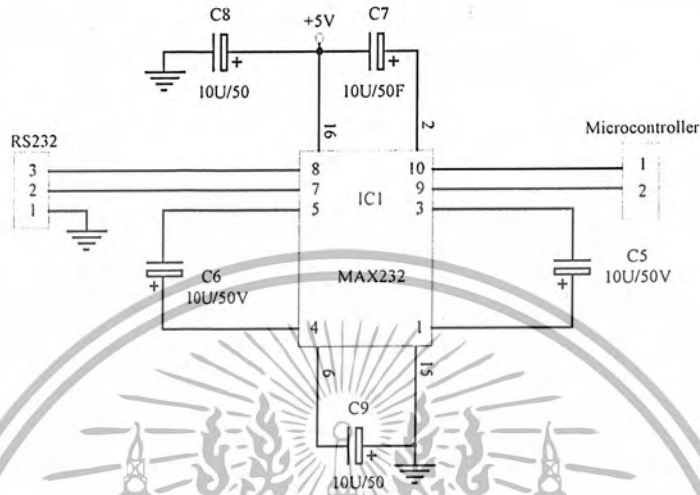 C8
+5V
C7
+
+
10U/50
10U/50F
16
2
RS232
Microcontroller
3
8
10
1
2
7
IC1
9
2
1
5
3
C6
+
10U/50V
MAX232
C5
+
10U/50V
4
1
6
15
C9
+
10U/50